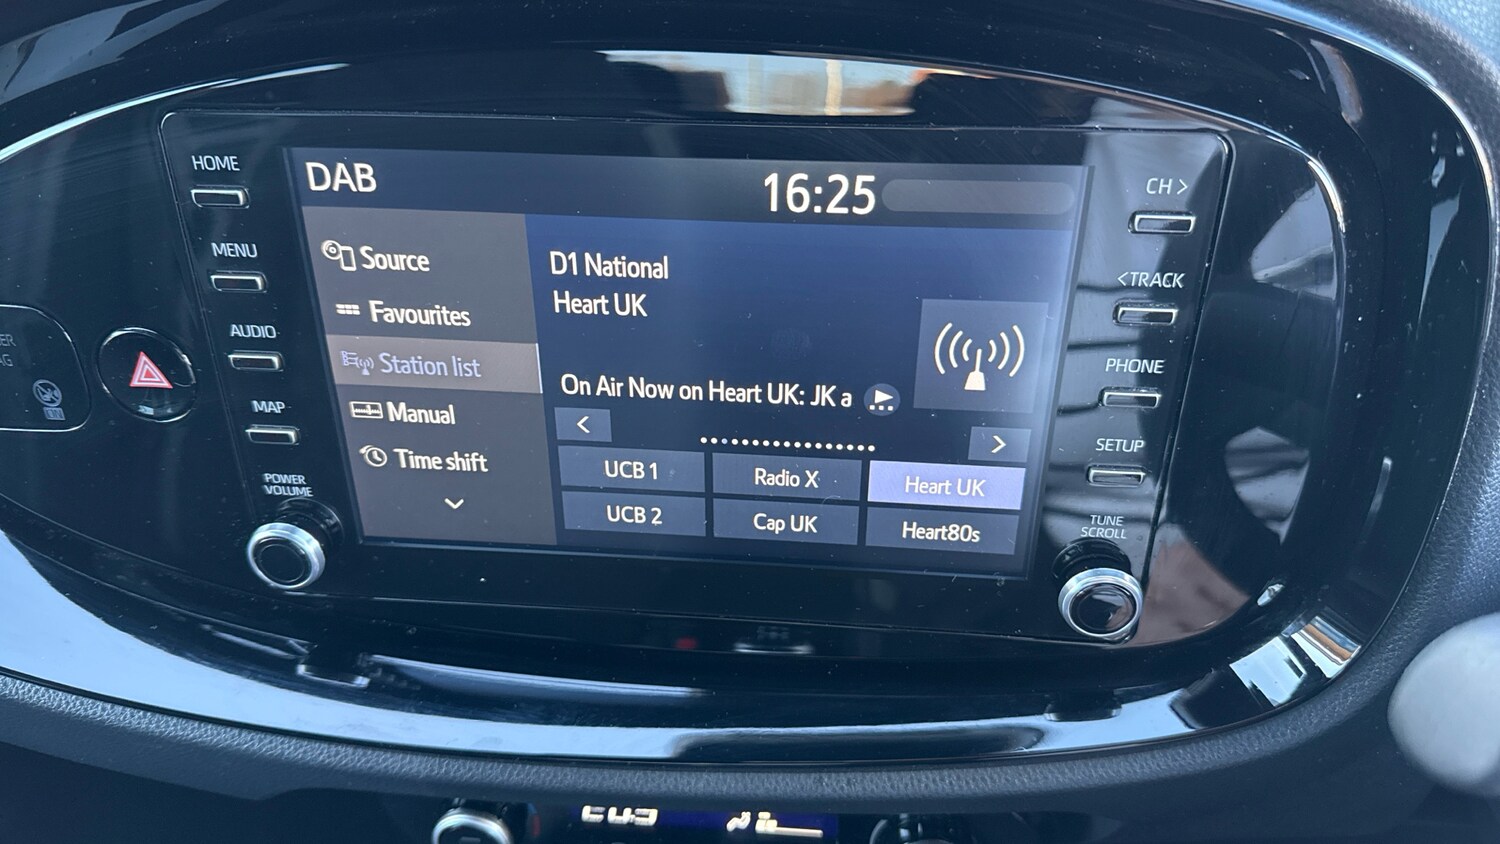 DAB
16:25
HOME
MENU
AUDIO
MAP
POWER
VOLUME
Source
Favourites
Station list
Manual
Time shift
D1 National
Heart UK
On Air Now on Heart UK: JK a
<
>
UCB 1
Radio X
Heart UK
UCB 2
Cap UK
Heart80s
CH >
<TRACK
PHONE
SETUP
TUNE
SCROLL